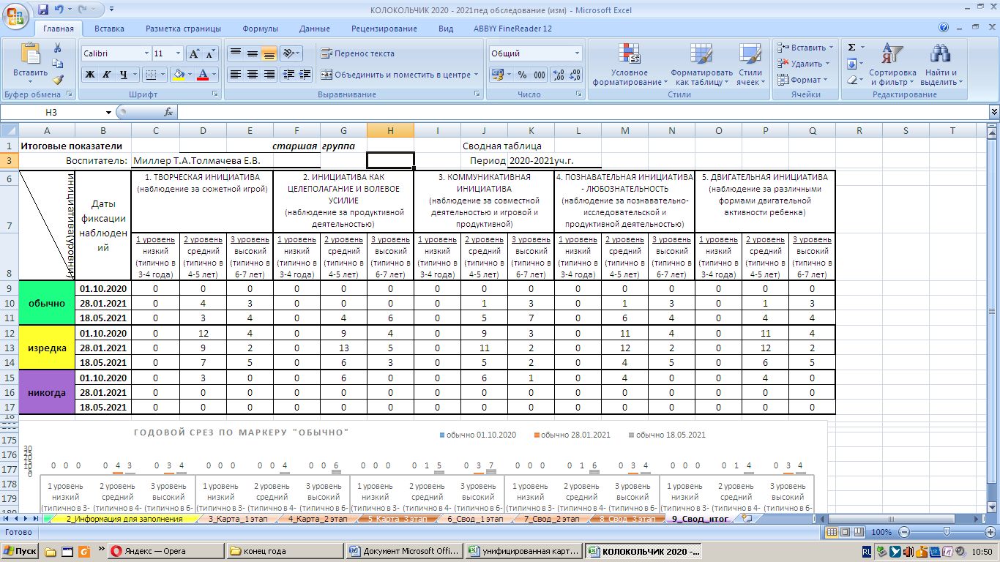 КОЛОКОЛЬЧИК 2020 - 2021пед обследование (изм) - Microsoft Excel
Главная Вставка Разметка страницы Формулы Данные Рецензирование Вид ABBYY FineReader 12
Вставить
Calibri 11
Ж К Ч
Перенос текста
Объединить и поместить в центре
Общий
% 000
Условное форматирование
Форматировать как таблицу
Стили ячеек
Вставить
Удалить
Формат
Сортировка и фильтр
Найти и выделить
Буфер обмена Шрифт Выравнивание Число Стили Ячейки Редактирование
H3 fx
A B C D E F G H I J K L M N O P Q R S T
1 Итоговые показатели старшая группа Сводная таблица
3 Воспитатель: Миллер Т.А.Толмачева Е.В. Период 2020-2021уч.г.
6
7
8
Даты фиксации наблюдений
1. ТВОРЧЕСКАЯ ИНИЦИАТИВА (наблюдение за сюжетной игрой)
2. ИНИЦИАТИВА КАК ЦЕЛЕПОЛАГАНИЕ И ВОЛЕВОЕ УСИЛИЕ (наблюдение за продуктивной деятельностью)
3. КОММУНИКАТИВНАЯ ИНИЦИАТИВА (наблюдение за совместной деятельностью и игровой и продуктивной)
4. ПОЗНАВАТЕЛЬНАЯ ИНИЦИАТИВА - ЛЮБОЗНАТЕЛЬНОСТЬ (наблюдение за познавательно-исследовательской и продуктивной деятельностью)
5. ДВИГАТЕЛЬНАЯ ИНИЦИАТИВА (наблюдение за различными формами двигательной активности ребенка)
1 уровень 2 уровень 3 уровень 1 уровень 2 уровень 3 уровень 1 уровень 2 уровень 3 уровень 1 уровень 2 уровень 3 уровень 1 уровень 2 уровень 3 уровень
низкий средний высокий низкий средний высокий низкий средний высокий низкий средний высокий низкий средний высокий
(типично в (типично в (типично в (типично в (типично в (типично в (типично в (типично в (типично в (типично в (типично в (типично в (типично в (типично в (типично в
3-4 года) 4-5 лет) 6-7 лет) 3-4 года) 4-5 лет) 6-7 лет) 3-4 года) 4-5 лет) 6-7 лет) 3-4 года) 4-5 лет) 6-7 лет) 3-4 года) 4-5 лет) 6-7 лет)
9 01.10.2020 0 0 0 0 0 0 0 0 0 0 0 0 0 0 0
10 обычно 28.01.2021 0 4 3 0 0 0 0 1 3 0 1 3 0 1 3
11 18.05.2021 0 3 4 0 4 6 0 5 7 0 6 4 0 4 4
12 01.10.2020 0 12 4 0 9 4 0 9 3 0 11 4 0 11 4
13 изредка 28.01.2021 0 9 2 0 13 5 0 11 2 0 12 2 0 12 2
14 18.05.2021 0 7 5 0 6 3 0 5 2 0 4 5 0 6 5
15 01.10.2020 0 3 0 0 6 0 0 6 1 0 4 0 0 4 0
16 никогда 28.01.2021 0 0 0 0 0 0 0 0 0 0 0 0 0 0 0
17 18.05.2021 0 0 0 0 0 0 0 0 0 0 0 0 0 0 0
175 ГОДОВОЙ СРЕЗ ПО МАРКЕРУ "ОБЫЧНО" обычно 01.10.2020 обычно 28.01.2021 обычно 18.05.2021
176
177 0 0 0 0 4 3 0 3 4 0 0 0 0 0 4 0 0 6 0 0 0 0 1 5 0 3 7 0 0 0 0 1 6 0 3 4 0 0 0 0 1 4 0 3 4
178 1 уровень 2 уровень 3 уровень 1 уровень 2 уровень 3 уровень 1 уровень 2 уровень 3 уровень 1 уровень 2 уровень 3 уровень 1 уровень 2 уровень 3 уровень
179 низкий средний высокий низкий средний высокий низкий средний высокий низкий средний высокий низкий средний высокий
(типично в 3- (типично в 4- (типично в 6- (типично в 3- (типично в 4- (типично в 6- (типично в 3- (типично в 4- (типично в 6- (типично в 3- (типично в 4- (типично в 6- (типично в 3- (типично в 4- (типично в 6-
2_Информация для заполнения 3_Карта_1 этап 4_Карта_2 этап 5_Карта_3 этап 6_Свод_1 этап 7_Свод_2 этап 8_Свод_3 этап 9_Свод_итог
Готово 100%
Пуск Яндекс — Opera конец года Документ Microsoft Offi... унифицированная карт... КОЛОКОЛЬЧИК 2020 -... RL 10:50